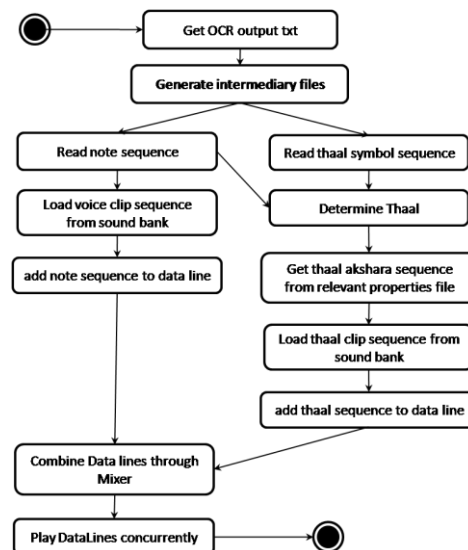 Get OCR output txt
Generate intermediary files
Read note sequence
Read thaal symbol sequence
Load voice clip sequence
from sound bank
Determine Thaal
add note sequence to data line
Get thaal akshara sequence
from relevant properties file
Load thaal clip sequence from
sound bank
add thaal sequence to data line
Combine Data lines through
Mixer
Play DataLines concurrently